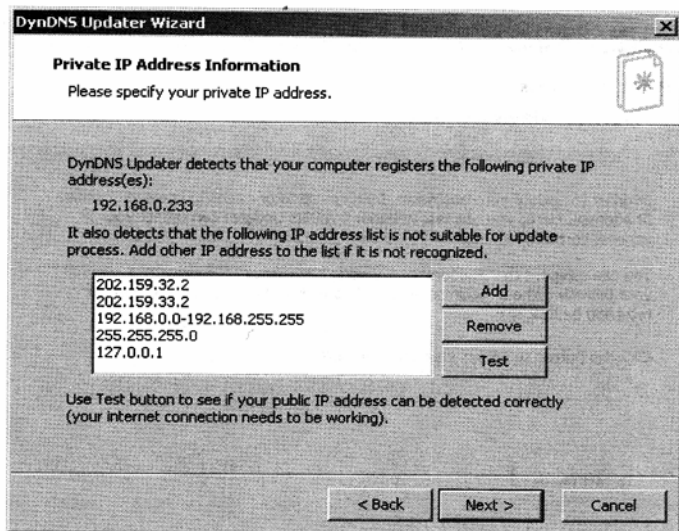 DynDNS Updater Wizard
Private IP Address Information
Please specify your private IP address.
DynDNS Updater detects that your computer registers the following private IP
address(es):
192.168.0.233
It also detects that the following IP address list is not suitable for update
process. Add other IP address to the list if it is not recognized.
202.159.32.2
202.159.33.2
192.168.0.0-192.168.255.255
255.255.255.0
127.0.0.1
Add
Remove
Test
Use Test button to see if your public IP address can be detected correctly
(your internet connection needs to be working).
< Back
Next >
Cancel